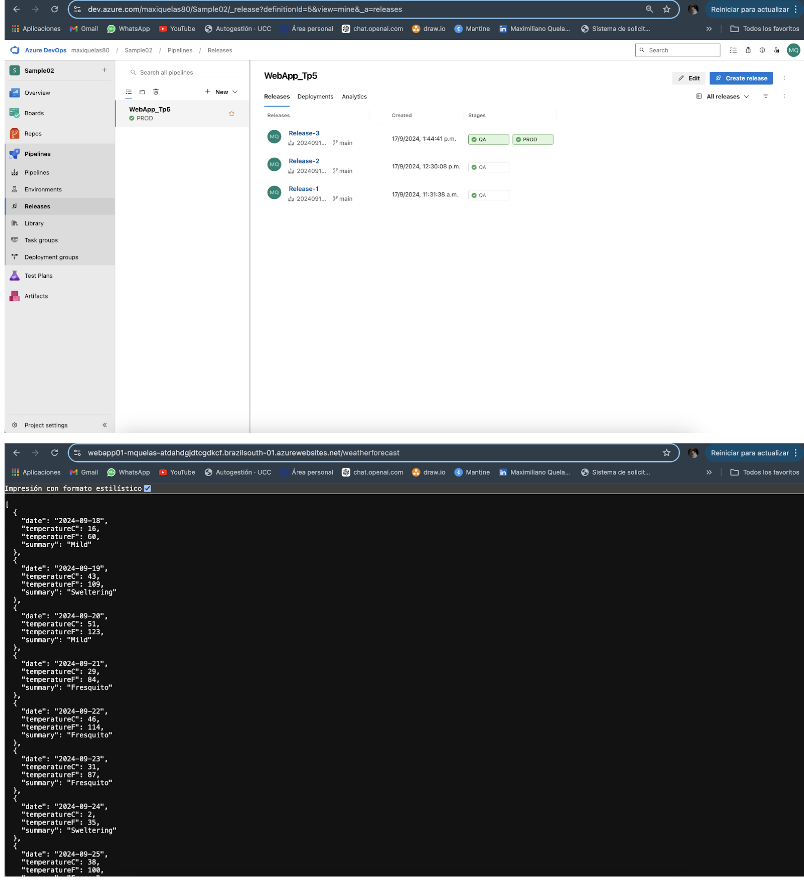 dev.azure.com/maxiquelas80/Sample02/_release?definitionId=5&view=mine&_a=releases
Reiniciar para actualizar
Aplicaciones Gmail WhatsApp YouTube Autogestión - UCC Área personal chat.openai.com draw.io Mantine Maximiliano Quela... Sistema de solicit... » Todos los favoritos
Azure DevOps maxiquelas80 / Sample02 / Pipelines / Releases Search MQ
S Sample02 +
Overview
Boards
Repos
Pipelines
Pipelines
Environments
Releases
Library
Task groups
Deployment groups
Test Plans
Artifacts
Project settings «
Search all pipelines
+ New
WebApp_Tp5
PROD
WebApp_Tp5 Edit Create release
Releases Deployments Analytics All releases
Releases Created Stages
MQ Release-3 17/9/2024, 1:44:41 p.m. QA PROD
2024091... main
MQ Release-2 17/9/2024, 12:30:08 p.m. QA
2024091... main
MQ Release-1 17/9/2024, 11:31:38 a.m. QA
2024091... main
webapp01-mquelas-atdahdgjdtcgdkcf.brazilsouth-01.azurewebsites.net/weatherforecast
Reiniciar para actualizar
Aplicaciones Gmail WhatsApp YouTube Autogestión - UCC Área personal chat.openai.com draw.io Mantine Maximiliano Quela... Sistema de solicit... » Todos los favoritos
Impresión con formato estilístico
[
{
"date": "2024-09-18",
"temperatureC": 16,
"temperatureF": 60,
"summary": "Mild"
},
{
"date": "2024-09-19",
"temperatureC": 43,
"temperatureF": 109,
"summary": "Sweltering"
},
{
"date": "2024-09-20",
"temperatureC": 51,
"temperatureF": 123,
"summary": "Mild"
},
{
"date": "2024-09-21",
"temperatureC": 29,
"temperatureF": 84,
"summary": "Fresquito"
},
{
"date": "2024-09-22",
"temperatureC": 46,
"temperatureF": 114,
"summary": "Fresquito"
},
{
"date": "2024-09-23",
"temperatureC": 31,
"temperatureF": 87,
"summary": "Fresquito"
},
{
"date": "2024-09-24",
"temperatureC": 2,
"temperatureF": 35,
"summary": "Sweltering"
},
{
"date": "2024-09-25",
"temperatureC": 38,
"temperatureF": 100,